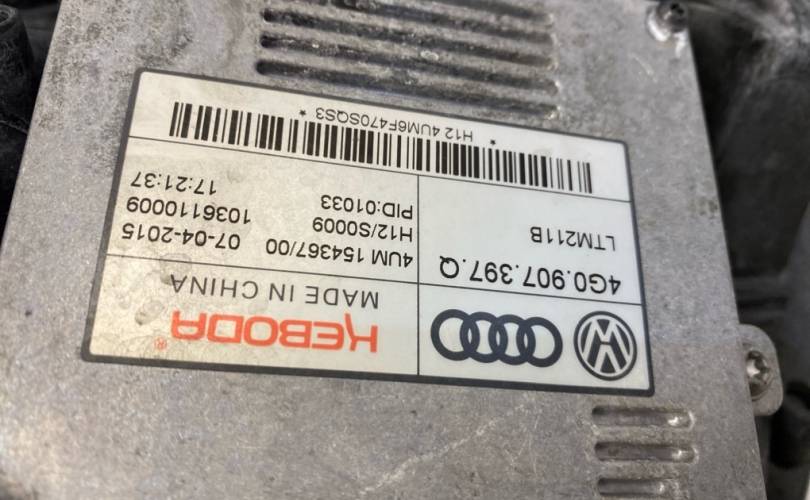 KEBODA®
MADE IN CHINA
4G0.907.397.Q
LTM211B
4UM 154367/00 07-04-2015
H12/S0009 1036110009
PID:01033 17:21:37
* H12 4UM6F470SQS3 *